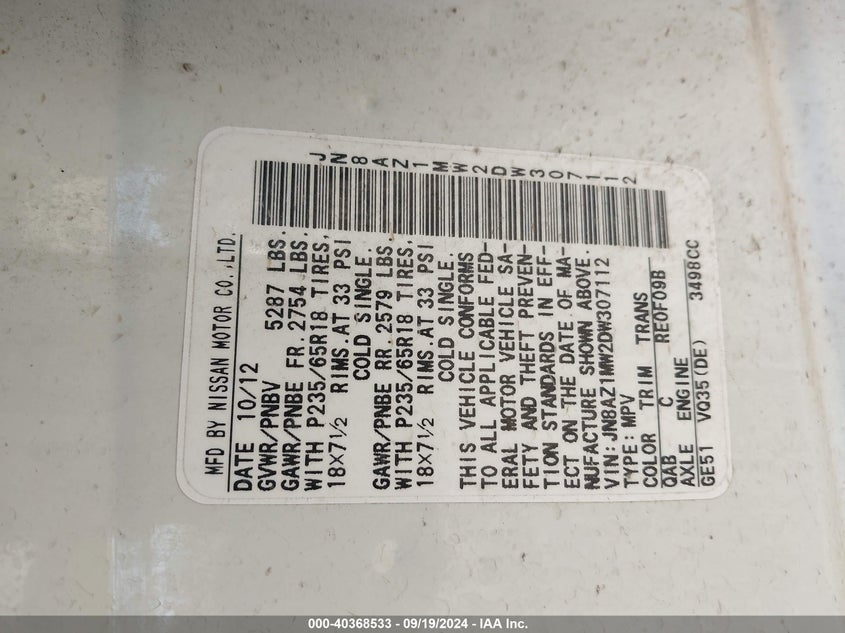 JN8AZ1MW2DW307112
MFD BY NISSAN MOTOR CO.,LTD.
DATE 10/12
GVWR/PNBV 5287 LBS.
GAWR/PNBE FR.2754 LBS.
WITH P235/65R18 TIRES,
18×7½ RIMS.AT 33 PSI
COLD SINGLE.
GAWR/PNBE RR.2579 LBS.
WITH P235/65R18 TIRES,
18×7½ RIMS.AT 33 PSI
COLD SINGLE.
THIS VEHICLE CONFORMS
TO ALL APPLICABLE FED-
ERAL MOTOR VEHICLE SA-
FETY AND THEFT PREVEN-
TION STANDARDS IN EFF-
ECT ON THE DATE OF MA-
NUFACTURE SHOWN ABOVE.
VIN:JN8AZ1MW2DW307112
TYPE:MPV
COLOR TRIM TRANS
QAB C RE0F09B
AXLE ENGINE
GE51 VQ35(DE) 3498CC
000-40368533 - 09/19/2024 - IAA Inc.